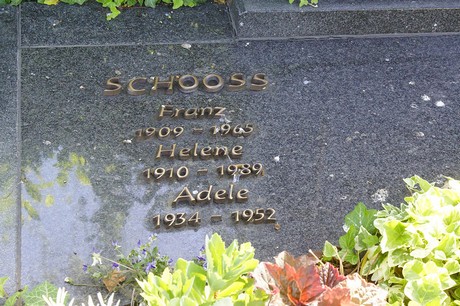 SCHOOSS
Franz
1909 - 1965
Helene
1910 - 1989
Adele
1934 - 1952